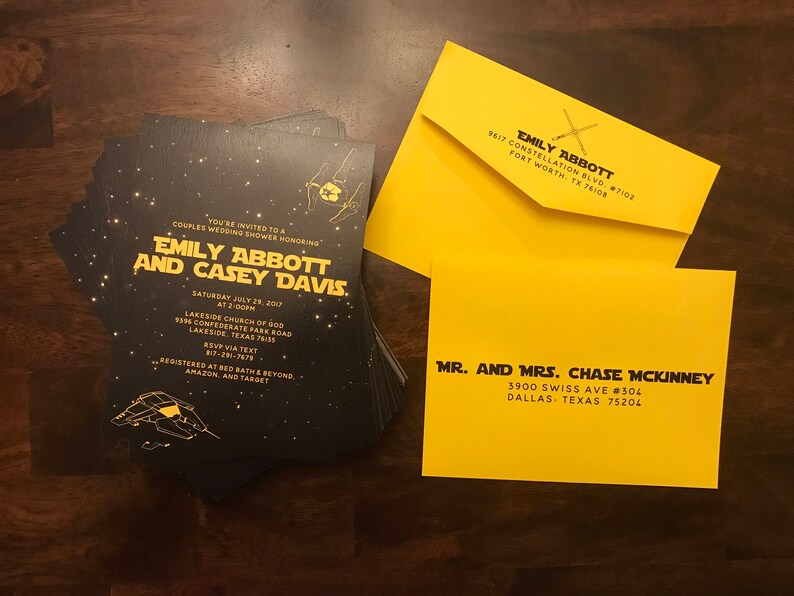 YOU'RE INVITED TO A
COUPLES WEDDING SHOWER HONORING
EMILY ABBOTT
AND CASEY DAVIS
SATURDAY JULY 29, 2017
AT 2:00PM
LAKESIDE CHURCH OF GOD
9396 CONFEDERATE PARK ROAD
LAKESIDE, TEXAS 76135
RSVP VIA TEXT
817-291-7679
REGISTERED AT BED BATH & BEYOND,
AMAZON, AND TARGET
EMILY ABBOTT
9617 CONSTELLATION BLVD, #7102
FORT WORTH, TX 76108
MR. AND MRS. CHASE MCKINNEY
3900 SWISS AVE #304
DALLAS, TEXAS 75204